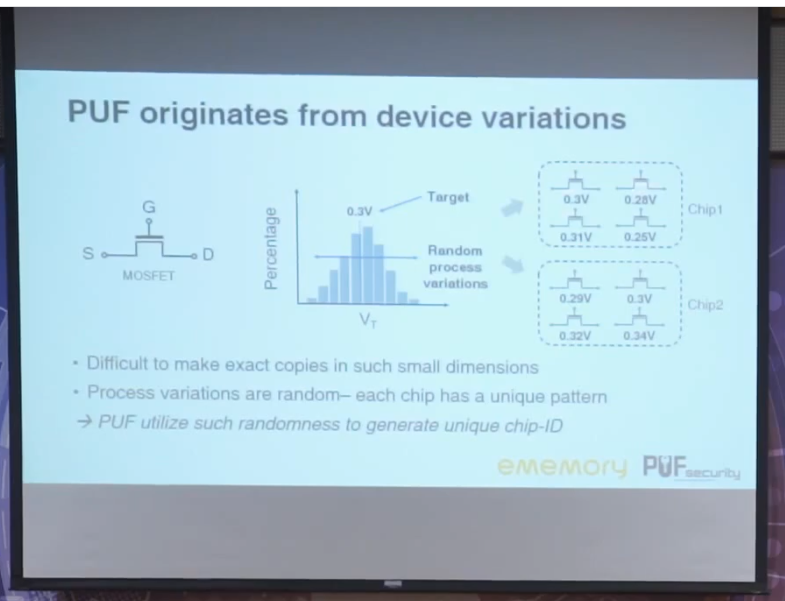 PUF originates from device variations
G
S
D
MOSFET
Percentage
0.3V
Target
Random
process
variations
V_T
0.3V 0.28V
0.31V 0.25V
Chip1
0.29V 0.3V
0.32V 0.34V
Chip2
• Difficult to make exact copies in such small dimensions
• Process variations are random– each chip has a unique pattern
→ PUF utilize such randomness to generate unique chip-ID
ememory PUFsecurity